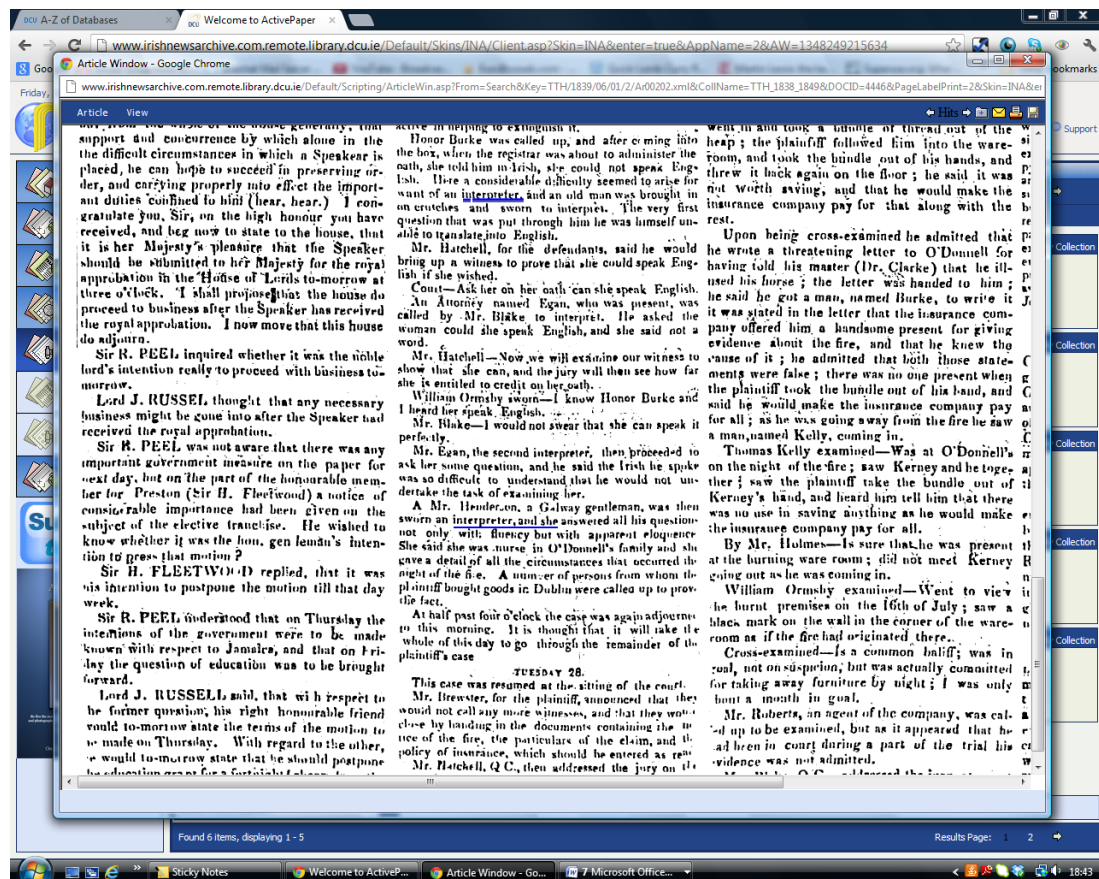 DCU A-Z of Databases
DCU Welcome to ActivePaper
www.irishnewsarchive.com.remote.library.dcu.ie/Default/Skins/INA/Client.asp?Skin=INA&enter=true&AppName=2&AW=1348249215634
Article Window - Google Chrome
www.irishnewsarchive.com.remote.library.dcu.ie/Default/Scripting/ArticleWin.asp?From=Search&Key=TTH/1839/06/01/2/Ar00202.xml&CollName=TTH_1838_1849&DOCID=4446&PageLabelPrint=2&Skin=INA&er
Goo
ookmarks
Friday,
Support
Article View
Hits
support and concurrence by which alone in the
the difficult circumstances in which a Speakear is
placed, he can hope to succeed in preserving or-
der, and carrying properly into effect the import-
ant duties confined to him (hear, hear.) I con-
gratulate you, Sir, on the high honour you have
received, and beg now to state to the house, that
it is her Majesty's pleasure that the Speaker
should be submitted to her Majesty for the royal
approbation in the House of Lords to-morrow at
three o'clock. I shall propose that the house do
proceed to business after the Speaker has received
the royal approbation. I now move that this house
do adjourn.
Sir R. PEEL inquired whether it was the noble
lord's intention really to proceed with business to-
morrow.
Lord J. RUSSEL thought that any necessary
business might be gone into after the Speaker had
received the royal approbation.
Sir R. PEEL was not aware that there was any
important government measure on the paper for
next day, but on the part of the honourable mem-
ber for Preston (Sir H. Fleetwood) a notice of
considerable importance had been given on the
subject of the elective franchise. He wished to
know whether it was the hon. gen leman's inten-
tion to press that motion ?
Sir H. FLEETWOOD replied, that it was
his intention to postpone the motion till that day
week.
Sir R. PEEL understood that on Thursday the
intentions of the government were to be made
known with respect to Jamaica, and that on Fri-
day the question of education was to be brought
forward.
Lord J. RUSSELL said, that wi h respect to
he former question, his right honourable friend
would to-morrow state the terms of the motion to
be made on Thursday. With regard to the other,
would to-morrow state that he should postpone
active in helping to extinguish it.
Honor Burke was called up, and after coming into
the box, when the registrar was about to administer the
oath, she told him in Irish, she could not speak Eng-
lish. Here a considerable difficulty seemed to arise for
want of an interpreter, and an old man was brought in
on crutches and sworn to interpret. The very first
question that was put through him he was himself un-
able to translate into English.
Mr. Hatchell, for the defendants, said he would
bring up a witness to prove that she could speak Eng-
lish if she wished.
Court—Ask her on her oath can she speak English.
An Attorney named Egan, who was present, was
called by Mr. Blake to interpret. He asked the
woman could she speak English, and she said not a
word.
Mr. Hatchell—Now we will examine our witness to
show that she can, and the jury will then see how far
she is entitled to credit on her oath.
William Ormsby sworn—I know Honor Burke and
I heard her speak English.
Mr. Blake—I would not swear that she can speak it
perfectly.
Mr. Egan, the second interpreter, then proceeded to
ask her some question, and he said the Irish he spoke
was so difficult to understand that he would not un-
dertake the task of examining her.
A Mr. Henderson, a Galway gentleman, was then
sworn an interpreter, and she answered all his question-
not only with fluency but with apparent eloquence
She said she was nurse in O'Donnell's family and she
gave a detail of all the circumstances that occurred the
night of the fire. A number of persons from whom the
plaintiff bought goods in Dublin were called up to prove
the fact.
At half past four o'clock the case was again adjourned
to this morning. It is thought that it will take the
whole of this day to go through the remainder of the
plaintiff's case
TUESDAY 28.
This case was resumed at the sitting of the court.
Mr. Brewster, for the plaintiff, announced that they
would not call any more witnesses, and that they would
close by handing in the documents containing the no
tice of the fire, the particulars of the claim, and the
policy of insurance, which should be entered as read
Mr. Hatchell, Q.C., then addressed the jury on the
went in and took a bundle of thread out of the
heap ; the plaintiff followed him into the ware-
room, and took the bundle out of his hands, and
threw it back again on the floor ; he said it was
not worth saving, and that he would make the
insurance company pay for that along with the
rest.
Upon being cross-examined he admitted that
he wrote a threatening letter to O'Donnell for
having told his master (Dr. Clarke) that he ill-
used his horse ; the letter was handed to him ;
he said he got a man, named Burke, to write it
it was stated in the letter that the insurance com-
pany offered him a handsome present for giving
evidence about the fire, and that he knew the
cause of it ; he admitted that both those state-
ments were false ; there was no one present when
the plaintiff took the bundle out of his hand, and
said he would make the insurance company pay
for all ; as he was going away from the fire he saw
a man, named Kelly, coming in.
Thomas Kelly examined—Was at O'Donnell's
on the night of the fire ; saw Kerney and he toge-
ther ; saw the plaintiff take the bundle out of
Kerney's hand, and heard him tell him that there
was no use in saving anything as he would make
the insurance company pay for all.
By Mr. Holmes—Is sure that he was present
at the burning ware room ; did not meet Kerney
going out as he was coming in.
William Ormsby examined—Went to view
he burnt premises on the 16th of July ; saw a
black mark on the wall in the corner of the ware-
room as if the fire had originated there.
Cross-examined—Is a common baliff; was in
goal, not on suspicion, but was actually committed
for taking away furniture by night ; I was only
bout a month in gaol.
Mr. Roberts, an agent of the company, was cal-
ed up to be examined, but as it appeared that he
ad been in court during a part of the trial his
vidence was not admitted.
Collection
Collection
Collection
Collection
Collection
Su
Found 6 items, displaying 1 - 5
Results Page: 1 2
Sticky Notes
Welcome to ActiveP...
Article Window - Go...
7 Microsoft Office...
18:43